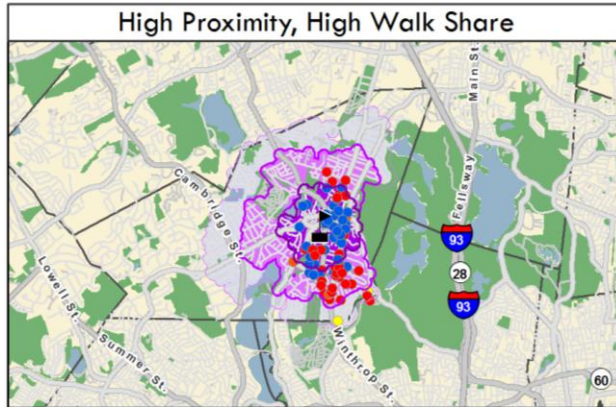 High Proximity, High Walk Share
Main St.
Fellsway
Cambridge St.
93
28
93
Lowell St.
Summer St.
Winthrop St.
60